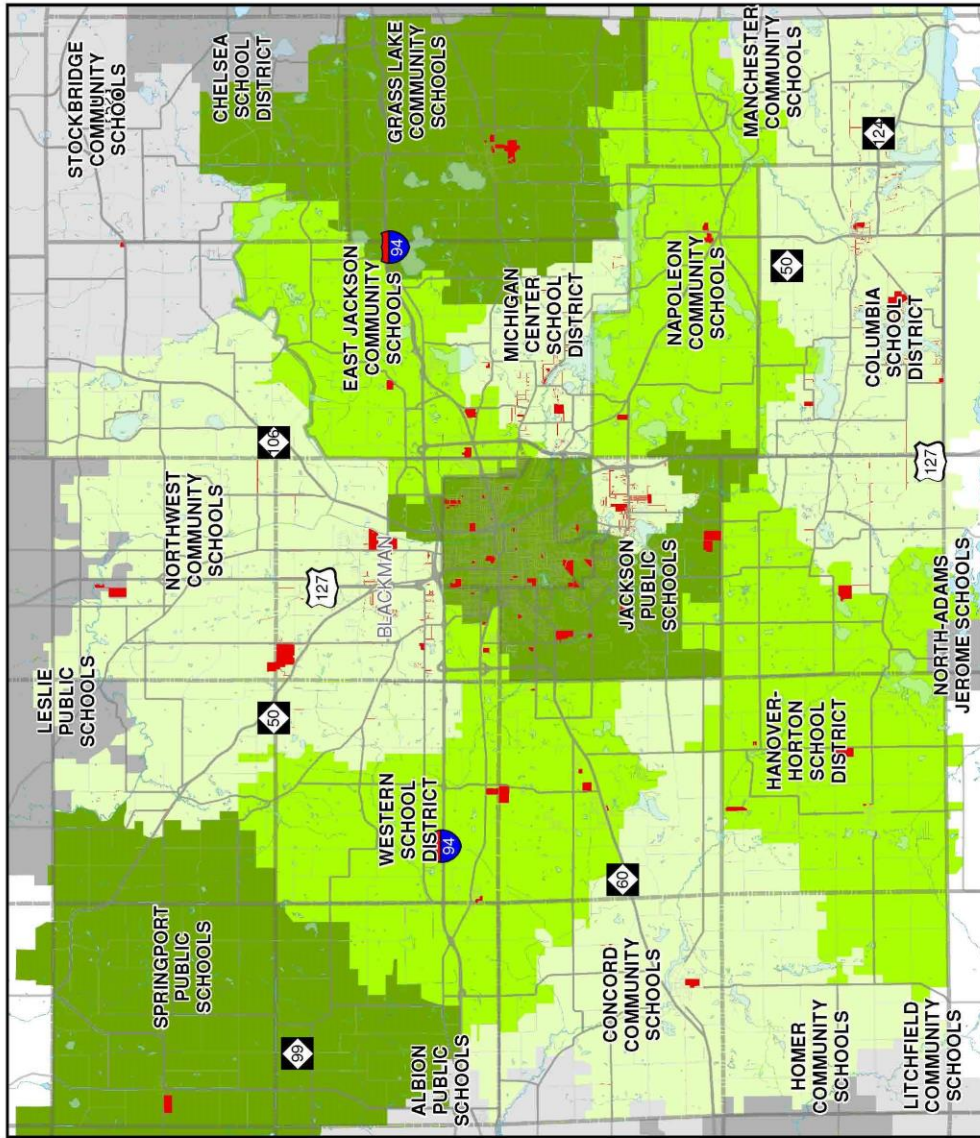 LESLIE
PUBLIC
SCHOOLS
STOCKBRIDGE
COMMUNITY
SCHOOLS
SPRINGPORT
PUBLIC
SCHOOLS
NORTHWEST
COMMUNITY
SCHOOLS
CHELSEA
SCHOOL
DISTRICT
50
106
99
127
EAST JACKSON
COMMUNITY
SCHOOLS
BLACKMAN
WESTERN
SCHOOL
DISTRICT
GRASS LAKE
COMMUNITY
SCHOOLS
94
ALBION
PUBLIC
SCHOOLS
94
MICHIGAN
CENTER
SCHOOL
DISTRICT
CONCORD
COMMUNITY
SCHOOLS
60
JACKSON
PUBLIC
SCHOOLS
NAPOLEON
COMMUNITY
SCHOOLS
MANCHESTER
COMMUNITY
SCHOOLS
HANOVER-
HORTON
SCHOOL
DISTRICT
50
HOMER
COMMUNITY
SCHOOLS
COLUMBIA
SCHOOL
DISTRICT
124
LITCHFIELD
COMMUNITY
SCHOOLS
127
NORTH-ADAMS
JEROME SCHOOLS